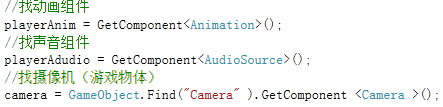 //找动画组件
playerAnim = GetComponent<Animation>();
//找声音组件
playerAdudio = GetComponent<AudioSource>();
//找摄像机（游戏物体）
camera = GameObject.Find("Camera" ).GetComponent <Camera >();